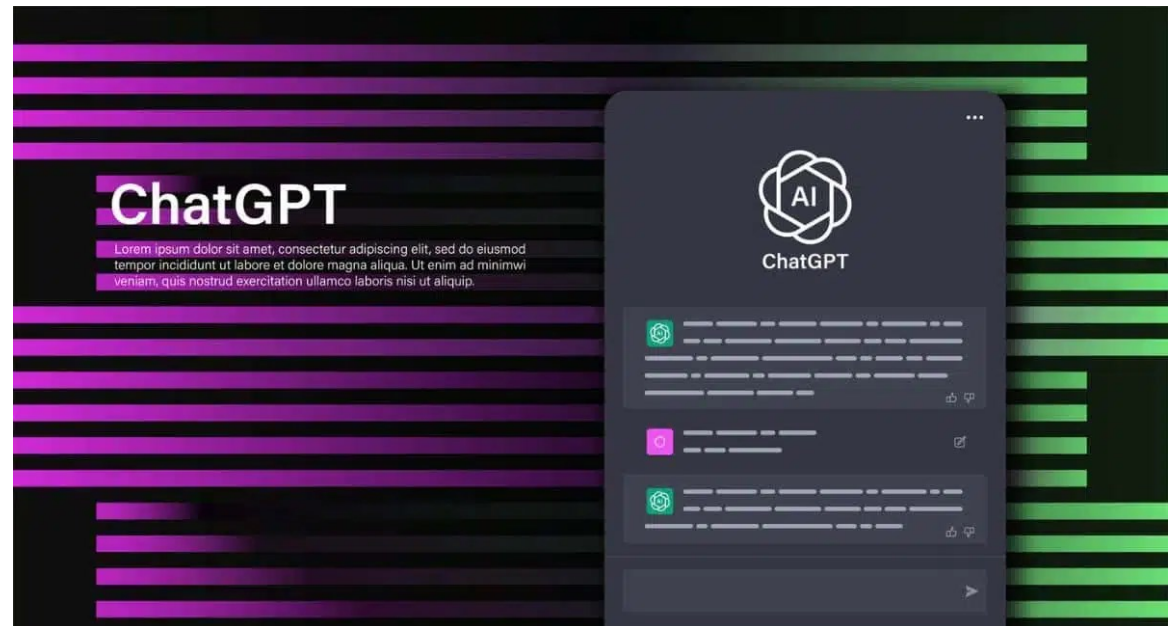 ChatGPT
Lorem ipsum dolor sit amet, consectetur adipiscing elit, sed do eiusmod
tempor incididunt ut labore et dolore magna aliqua. Ut enim ad minimwi
veniam, quis nostrud exercitation ullamco laboris nisi ut aliquip.
AI
ChatGPT